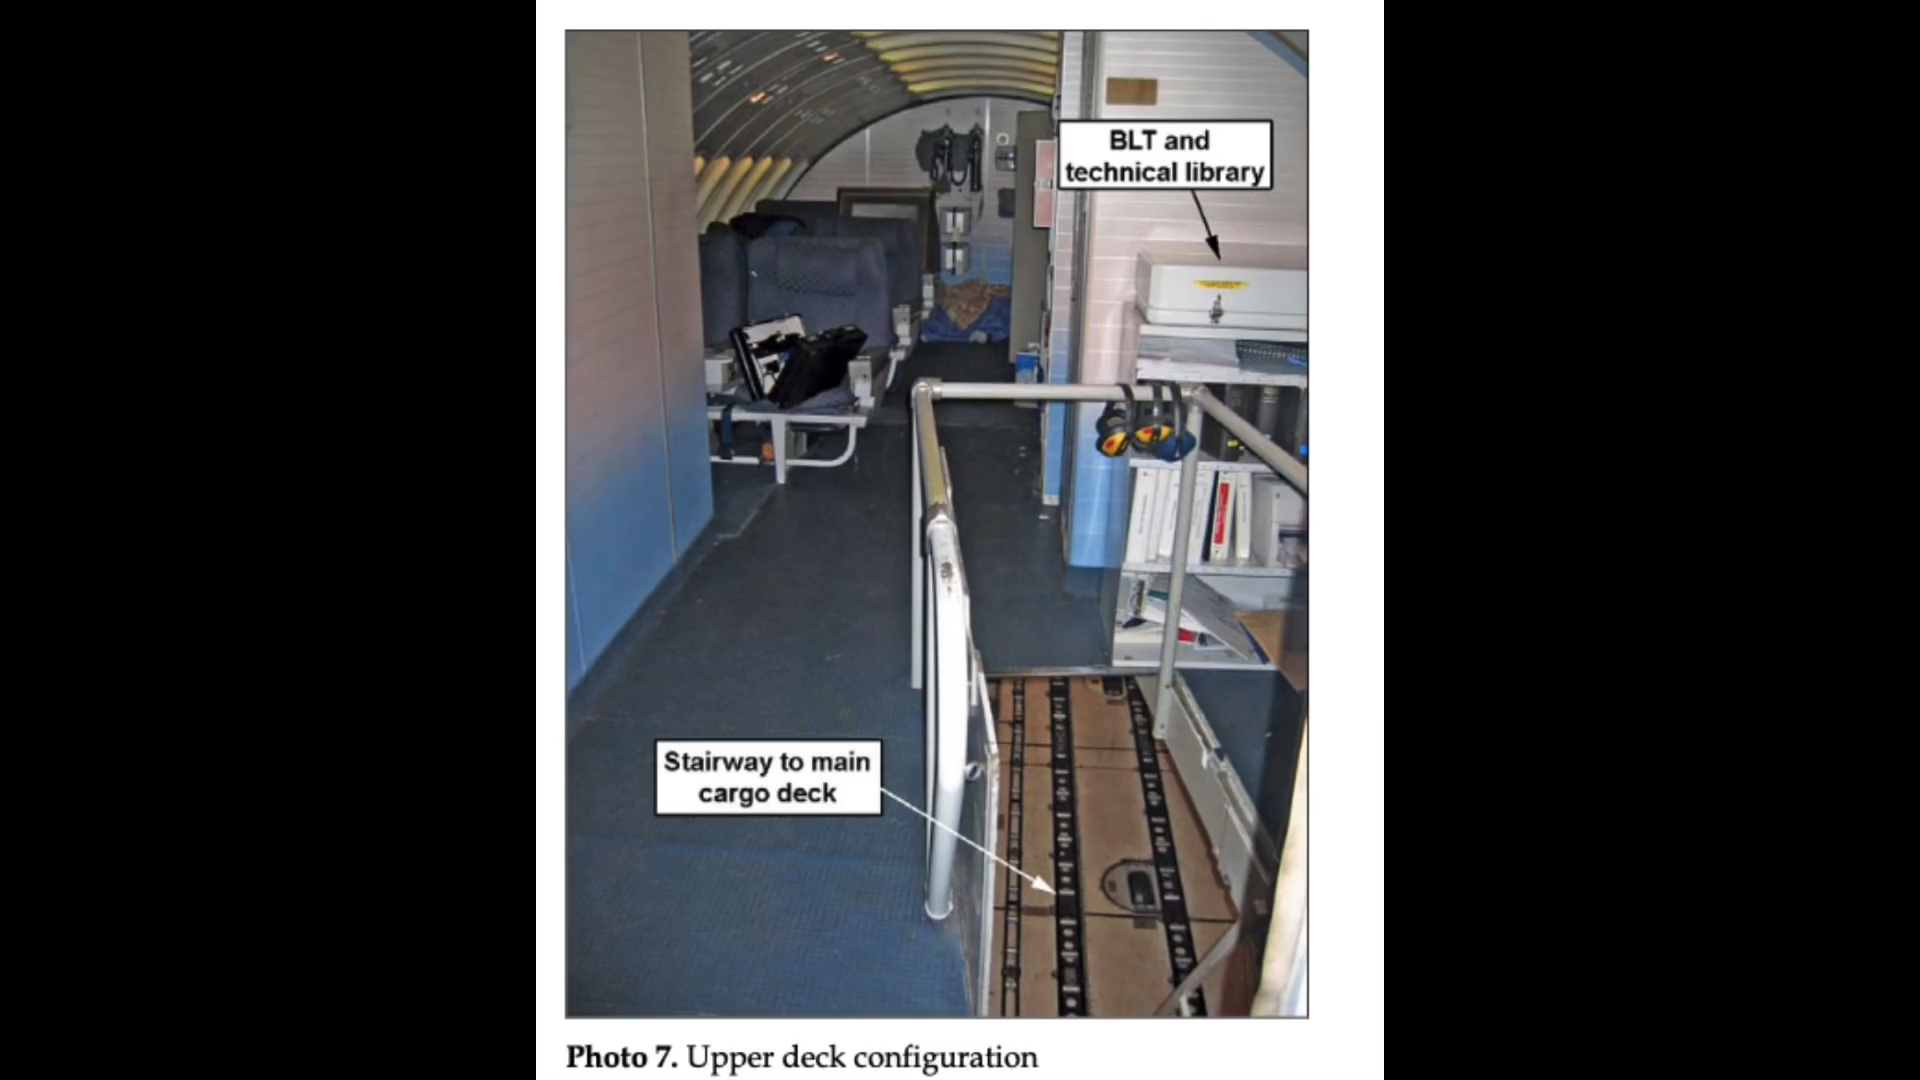 BLT and
technical library
Stairway to main
cargo deck
Photo 7. Upper deck configuration